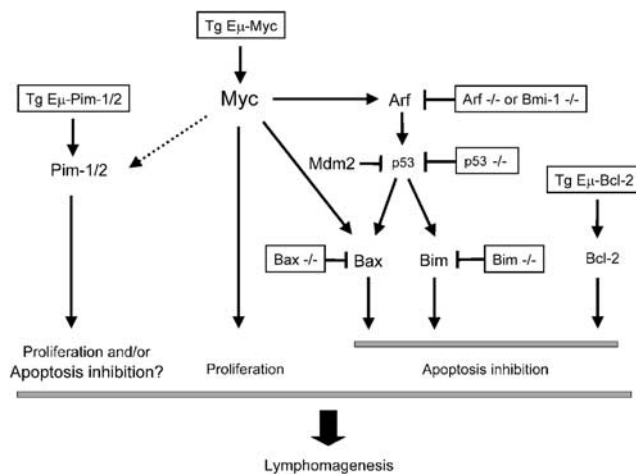 Tg Eμ-Myc
Tg Eμ-Pim-1/2
Myc
Arf
Arf -/- or Bmi-1 -/-
Pim-1/2
Mdm2
p53
p53 -/-
Tg Eμ-Bcl-2
Bax -/-
Bax
Bim
Bim -/-
Bcl-2
Proliferation and/or
Apoptosis inhibition?
Proliferation
Apoptosis inhibition
Lymphomagenesis